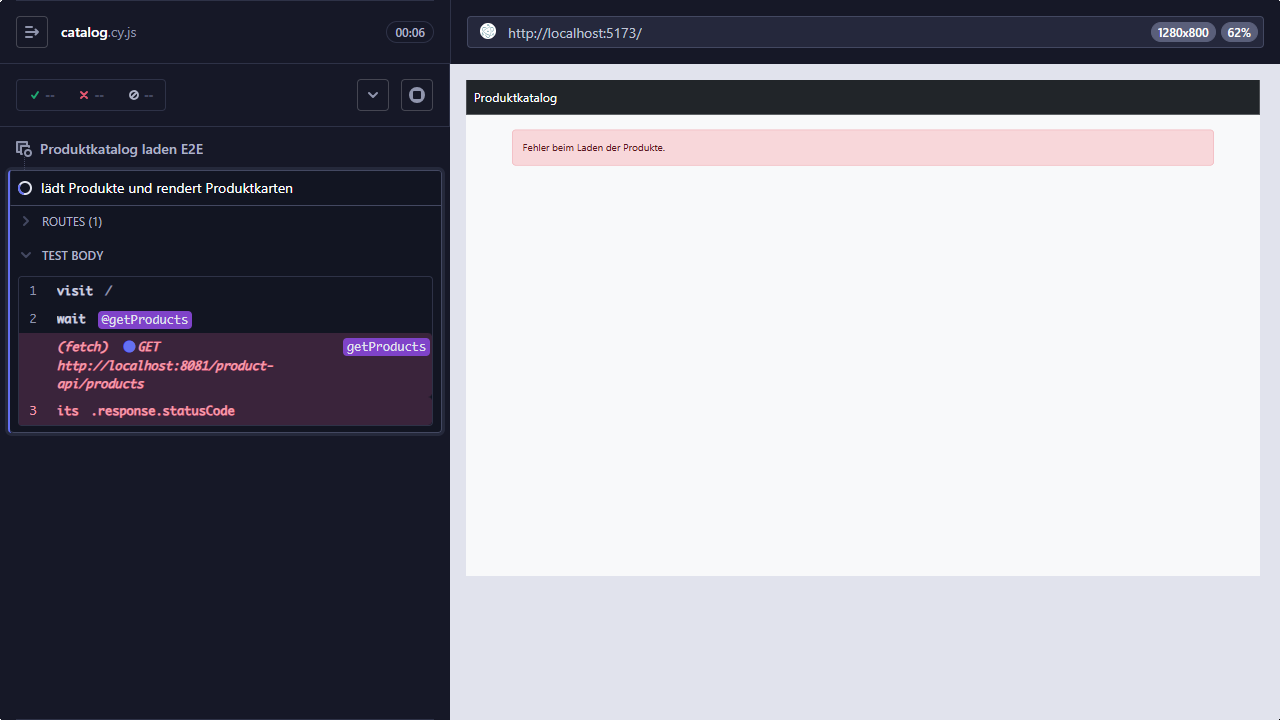 catalog.cy.js
00:06
http://localhost:5173/
1280x800
62%
-- -- --
Produktkatalog laden E2E
lädt Produkte und rendert Produktkarten
ROUTES (1)
TEST BODY
1 visit /
2 wait @getProducts
(fetch) GET getProducts
http://localhost:8081/product-
api/products
3 its .response.statusCode
Produktkatalog
Fehler beim Laden der Produkte.